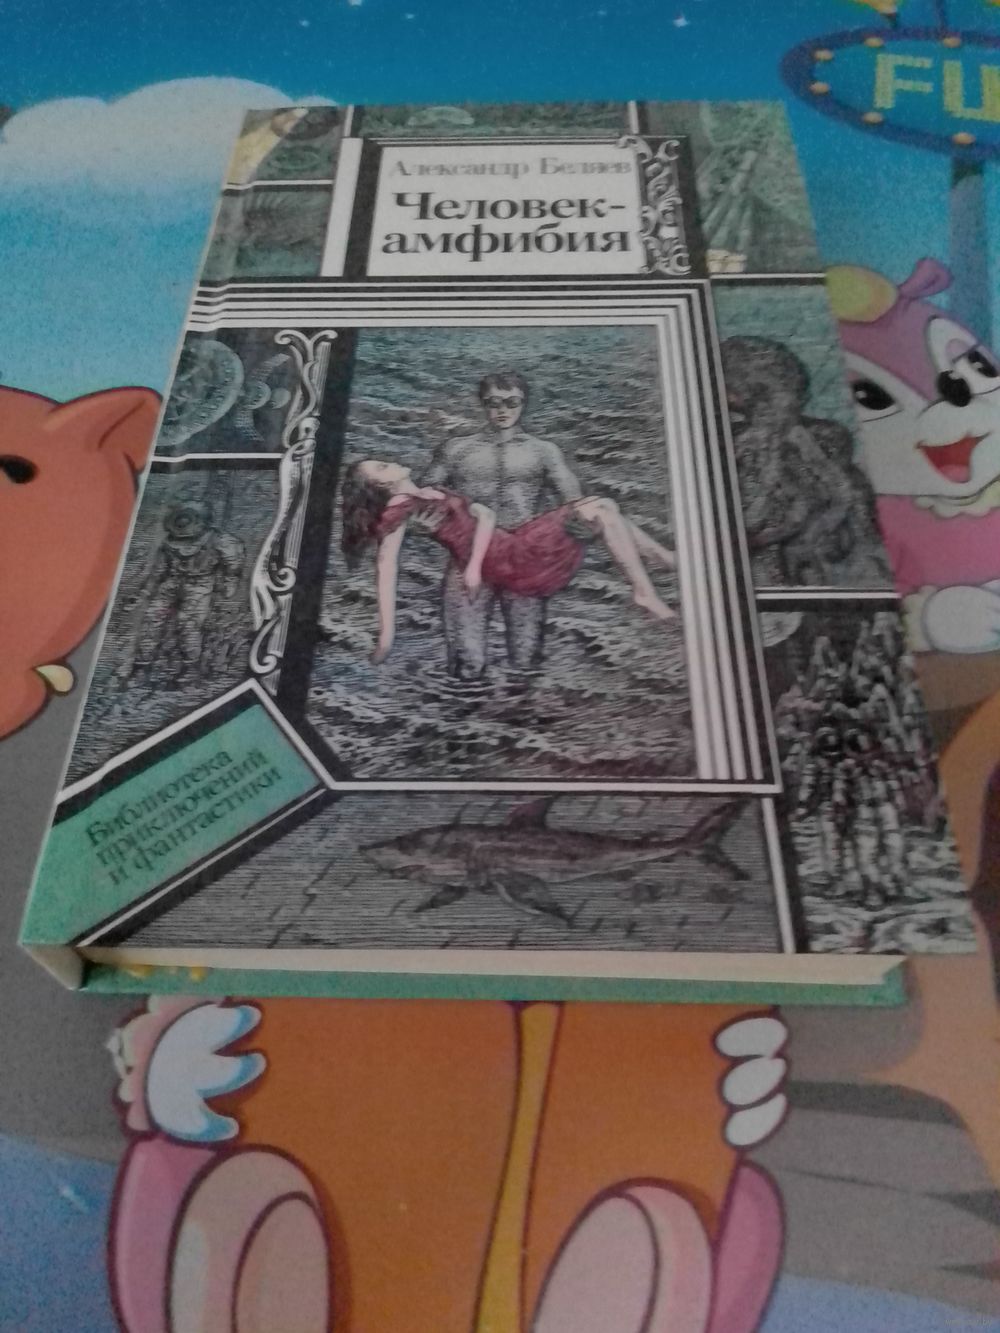 FU
Александр Беляев
Человек-
амфибия
Библиотека
приключений
и фантастики